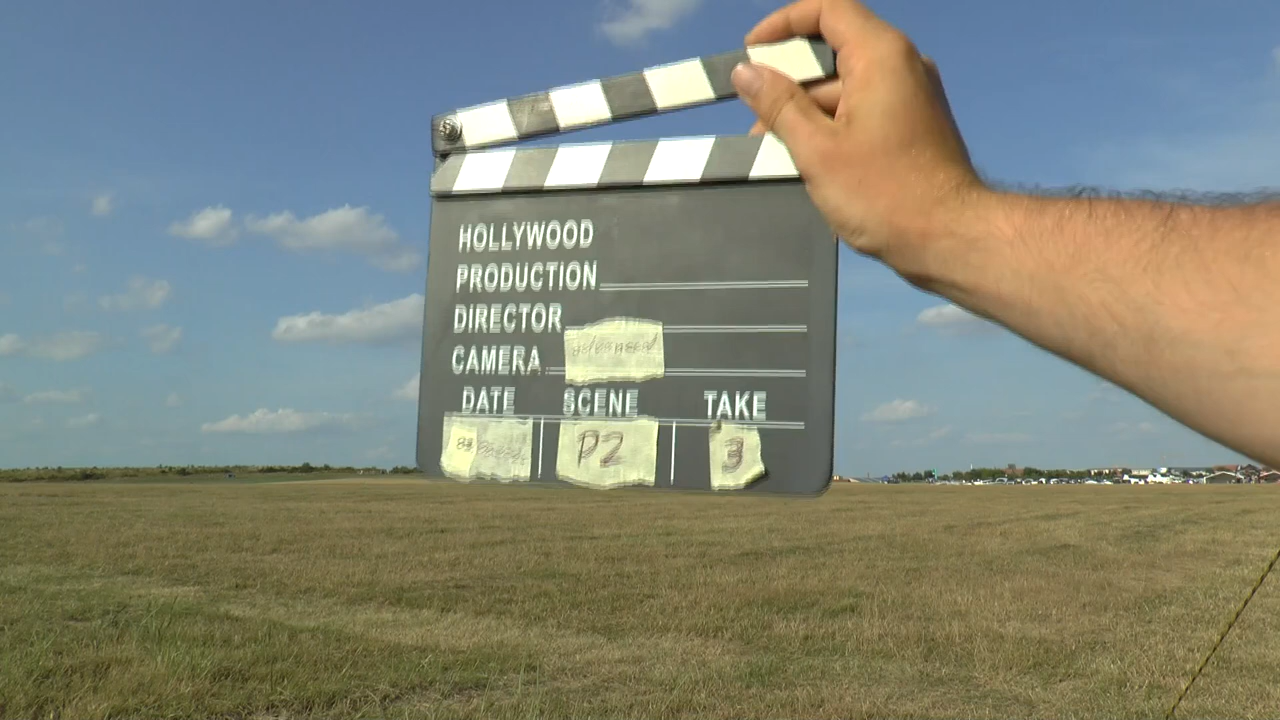 HOLLYWOOD
PRODUCTION
DIRECTOR
CAMERA
DATE SCENE TAKE
P2 3